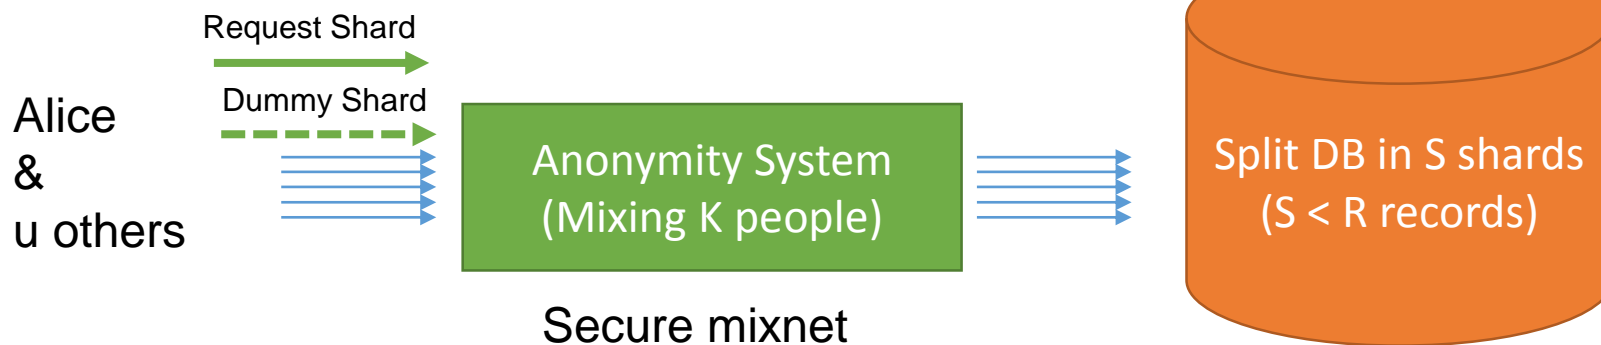 Request Shard
Dummy Shard
Alice
&
u others
Anonymity System
(Mixing K people)
Secure mixnet
Split DB in S shards
(S < R records)